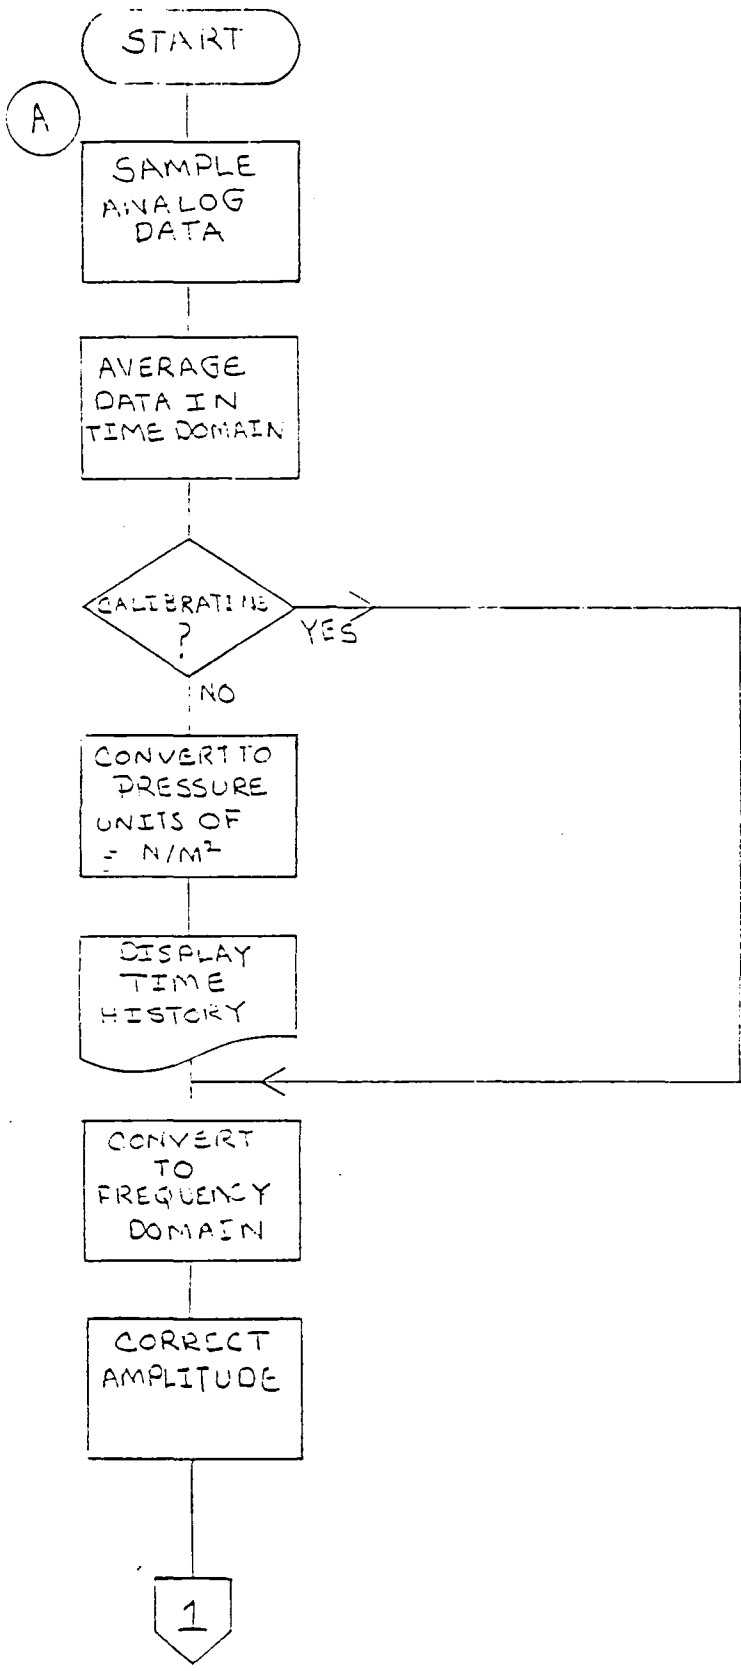 START
A
SAMPLE
ANALOG
DATA
AVERAGE
DATA IN
TIME DOMAIN
CALIBRATING
?
YES
NO
CONVERT TO
PRESSURE
UNITS OF
N/M²
DISPLAY
TIME
HISTORY
CONVERT
TO
FREQUENCY
DOMAIN
CORRECT
AMPLITUDE
1